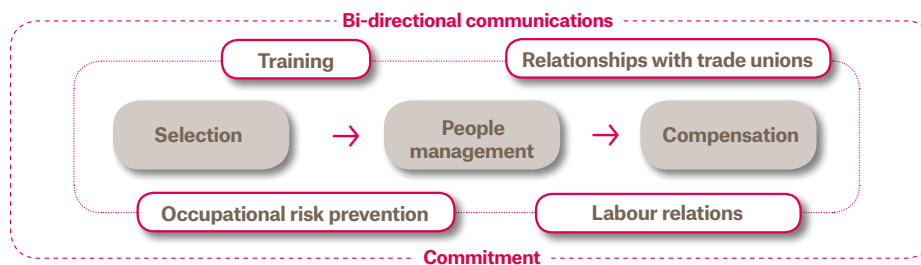 Bi-directional communications
Training
Relationships with trade unions
Selection
People
management
Compensation
Occupational risk prevention
Labour relations
Commitment